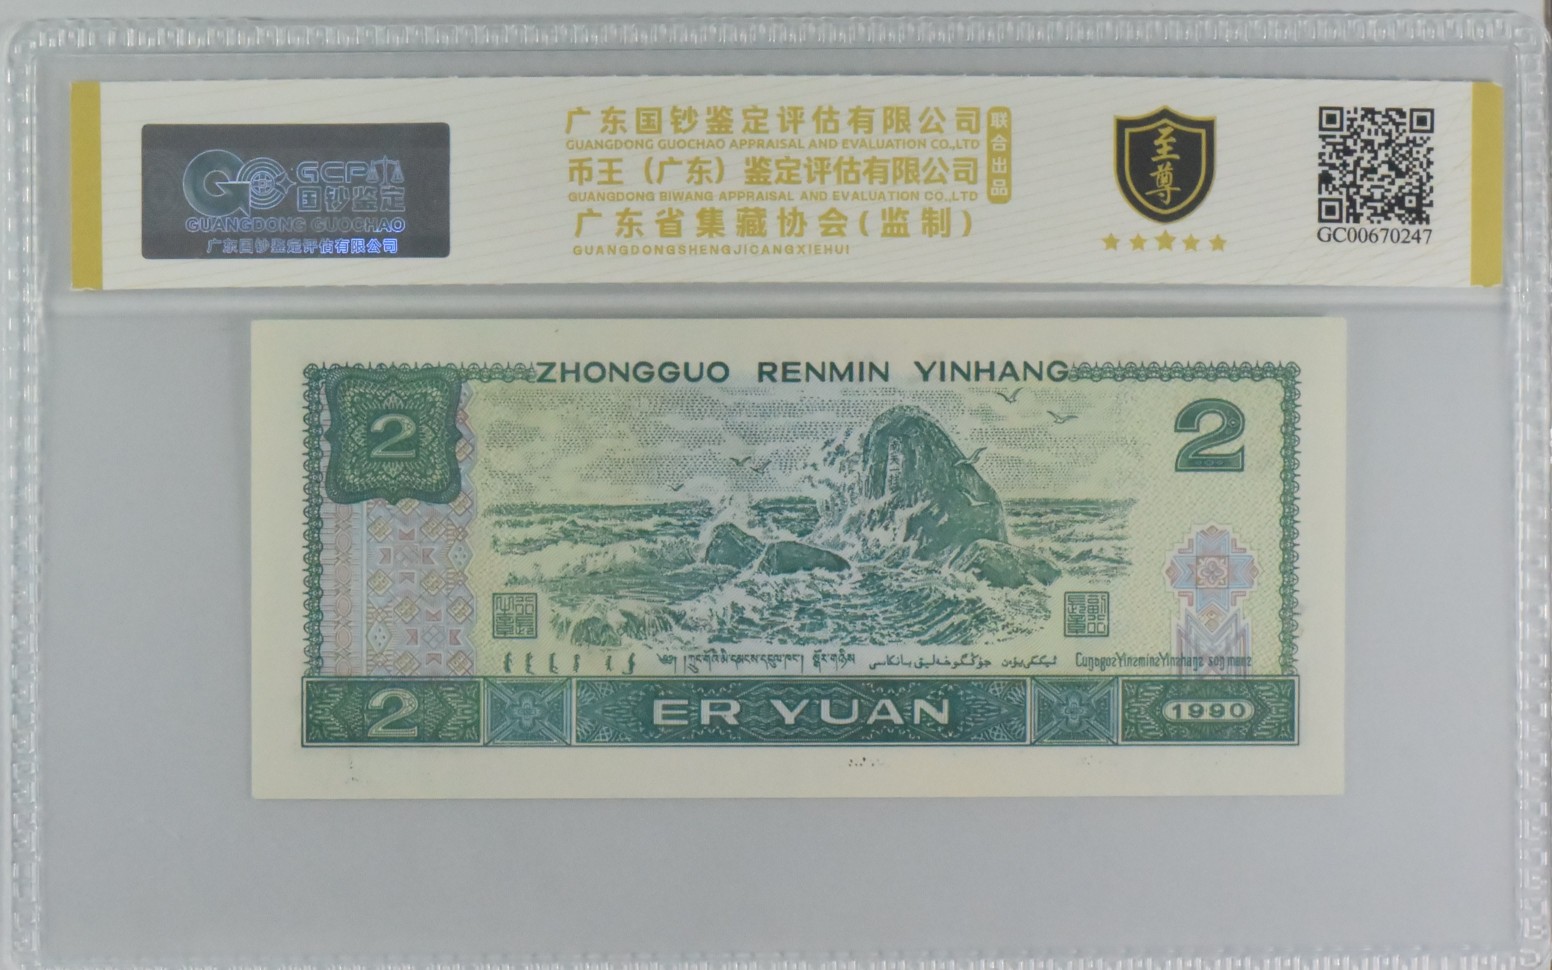 广东国钞鉴定评估有限公司
GUANGDONG GUOCHAO APPRAISAL AND EVALUATION CO.,LTD
币王（广东）鉴定评估有限公司
GUANGDONG BIWANG APPRAISAL AND EVALUATION CO.,LTD
广东省集藏协会(监制)
GUANGDONGSHENGJICANGXIEHUI
联合出品
GCP
国钞鉴定
GUANGDONG GUOCHAO
广东国钞鉴定评估有限公司
至尊
GC00670247
ZHONGGUO RENMIN YINHANG
2
2
2
ER YUAN
1990